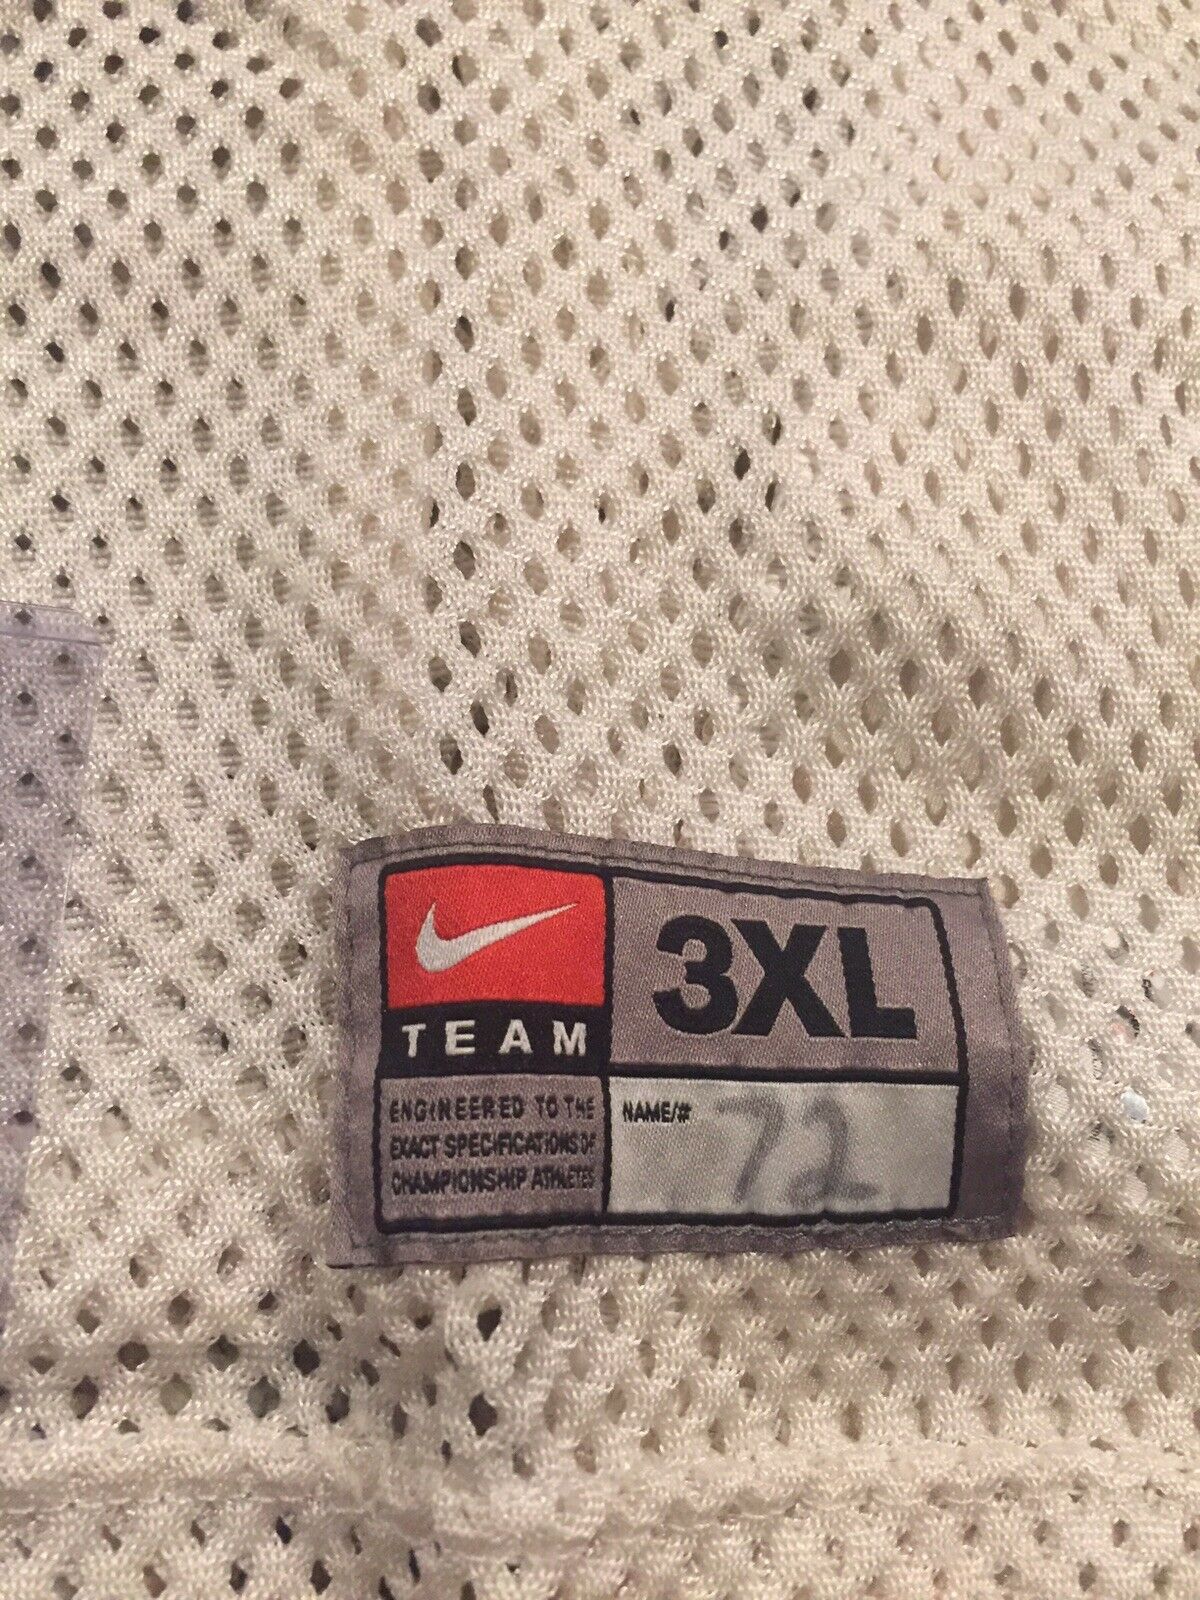 TEAM
3XL
ENGINEERED TO THE
EXACT SPECIFICATIONS OF
CHAMPIONSHIP ATHLETES
NAME/# 72